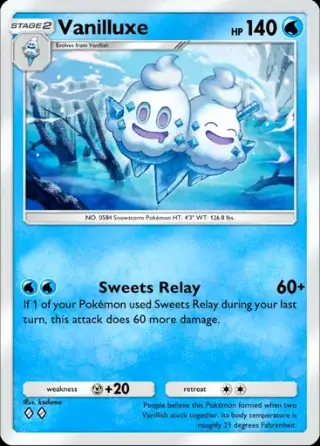 STAGE 2 Vanilluxe HP 140
Evolves from Vanillish
NO. 0584 Snowstorm Pokémon HT: 4'3" WT: 126.8 lbs.
Sweets Relay 60+
If 1 of your Pokémon used Sweets Relay during your last
turn, this attack does 60 more damage.
weakness +20 retreat
Illus. kodama
People believe this Pokémon formed when two
Vanillish stuck together. Its body temperature is
roughly 21 degrees Fahrenheit.